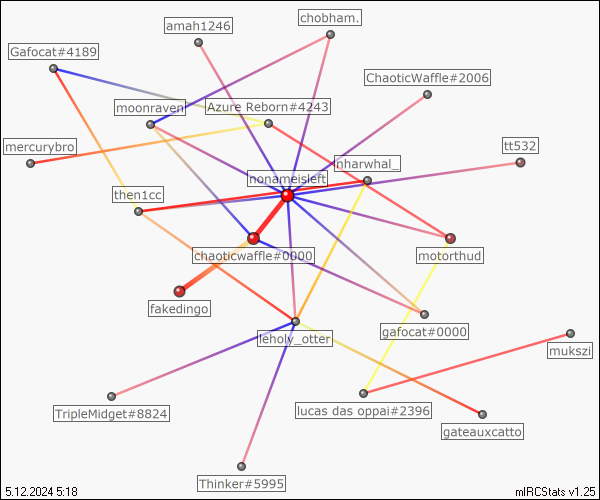 chobham.
amah1246
Gafocat#4189
ChaoticWaffle#2006
moonraven
Azure Reborn#4243
mercurybro
tt532
nharwhal_
honameisleft
then1cc
chaoticwaffle#0000
motorthud
fakedingo
gafocat#0000
leholy_otter
mukszi
TripleMidget#8824
lucas das oppai#2396
gateauxcatto
Thinker#5995
5.12.2024 5:18
mIRCStats v1.25